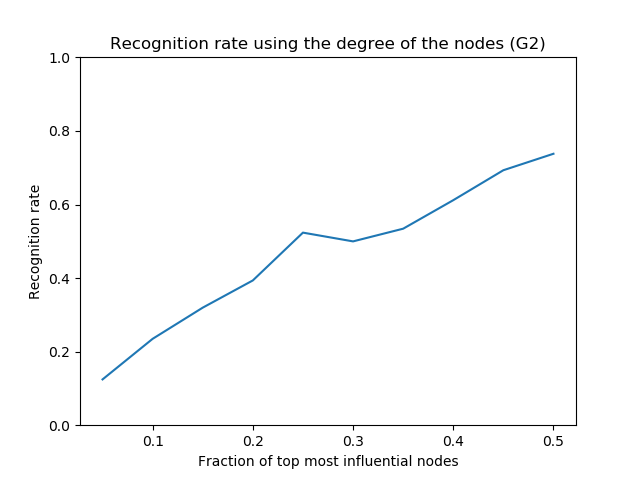 Recognition rate using the degree of the nodes (G2)
1.0
0.8
0.6
0.4
0.2
0.0
Recognition rate
0.1 0.2 0.3 0.4 0.5
Fraction of top most influential nodes